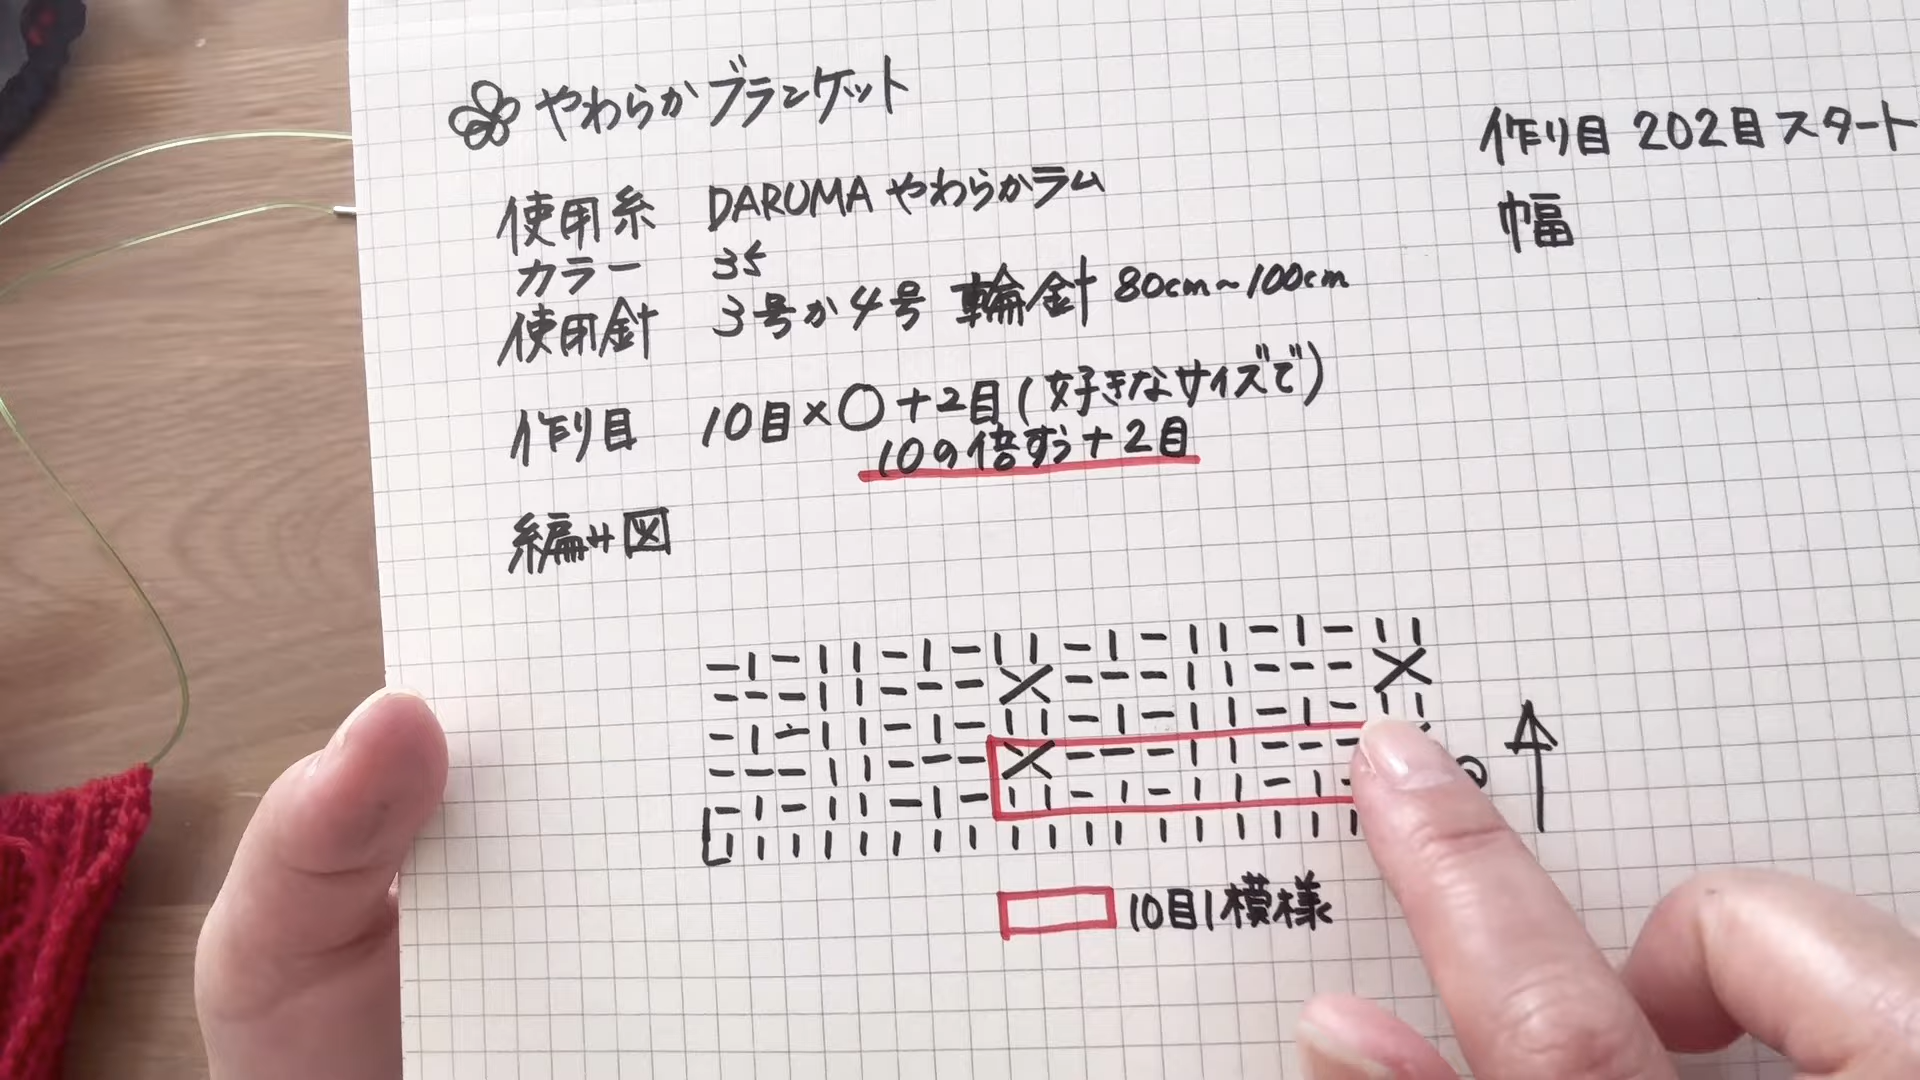 やわらかブランケット
使用糸 DARUMA やわらかラム
カラー 35
使用針 3号か4号 輪針 80cm~100cm
作り目 10目×○+2目(好きなサイズで)
10の倍すう+2目
編み図
10目1模様
作り目 202目スタート
幅